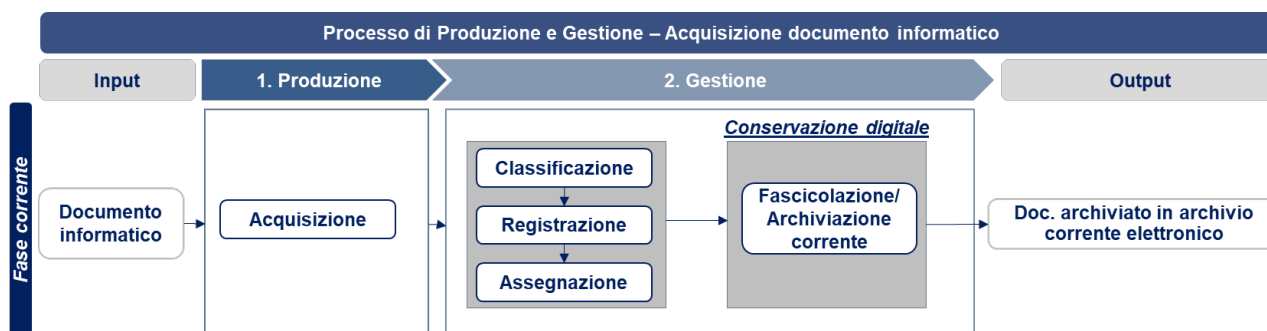 Processo di Produzione e Gestione – Acquisizione documento informatico
Input
1. Produzione
2. Gestione
Output
Fase corrente
Documento
informatico
Acquisizione
Classificazione
Registrazione
Assegnazione
Conservazione digitale
Fascicolazione/
Archiviazione
corrente
Doc. archiviato in archivio
corrente elettronico